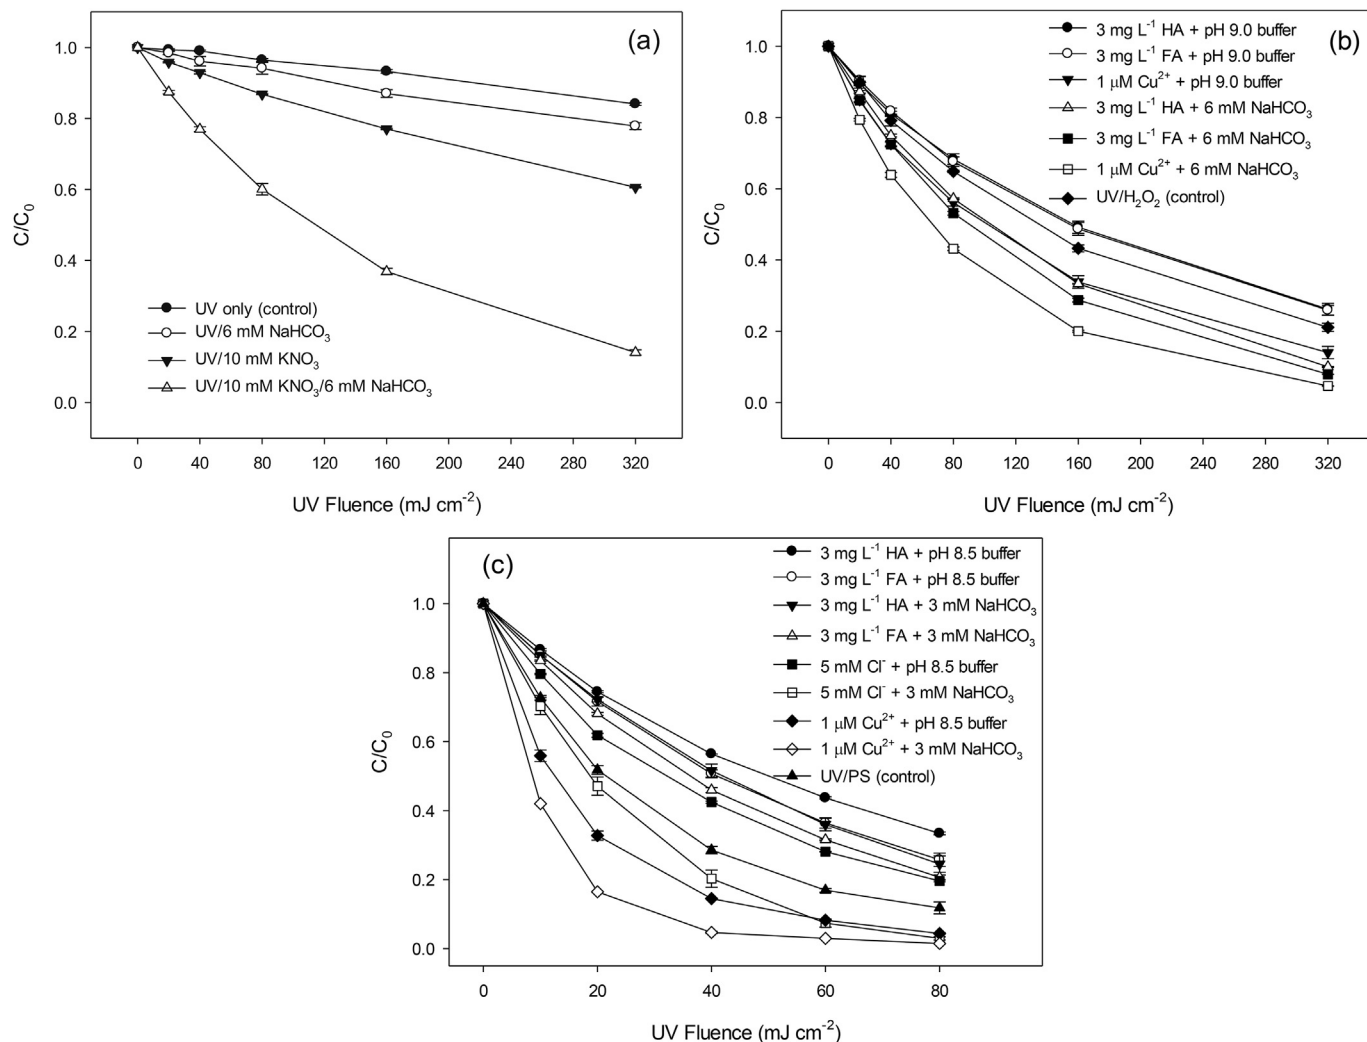 (a)
1.0
0.8
0.6
0.4
0.2
0.0
C/C₀
UV only (control)
UV/6 mM NaHCO₃
UV/10 mM KNO₃
UV/10 mM KNO₃/6 mM NaHCO₃
0 40 80 120 160 200 240 280 320
UV Fluence (mJ cm⁻²)
(b)
1.0
0.8
0.6
0.4
0.2
0.0
C/C₀
3 mg L⁻¹ HA + pH 9.0 buffer
3 mg L⁻¹ FA + pH 9.0 buffer
1 μM Cu²⁺ + pH 9.0 buffer
3 mg L⁻¹ HA + 6 mM NaHCO₃
3 mg L⁻¹ FA + 6 mM NaHCO₃
1 μM Cu²⁺ + 6 mM NaHCO₃
UV/H₂O₂ (control)
0 40 80 120 160 200 240 280 320
UV Fluence (mJ cm⁻²)
(c)
1.0
0.8
0.6
0.4
0.2
0.0
C/C₀
3 mg L⁻¹ HA + pH 8.5 buffer
3 mg L⁻¹ FA + pH 8.5 buffer
3 mg L⁻¹ HA + 3 mM NaHCO₃
3 mg L⁻¹ FA + 3 mM NaHCO₃
5 mM Cl⁻ + pH 8.5 buffer
5 mM Cl⁻ + 3 mM NaHCO₃
1 μM Cu²⁺ + pH 8.5 buffer
1 μM Cu²⁺ + 3 mM NaHCO₃
UV/PS (control)
0 20 40 60 80
UV Fluence (mJ cm⁻²)